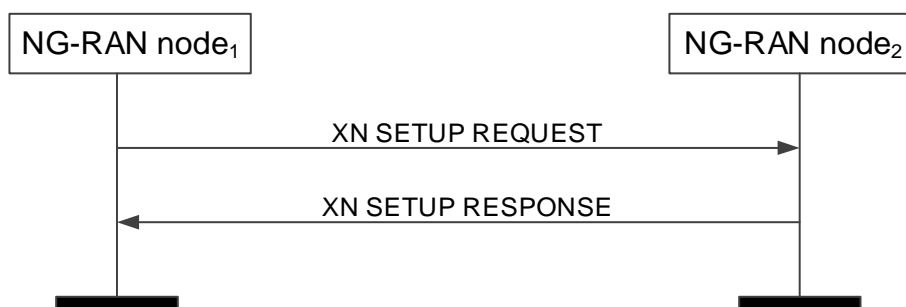 NG-RAN node₁
NG-RAN node₂
XN SETUP REQUEST
XN SETUP RESPONSE